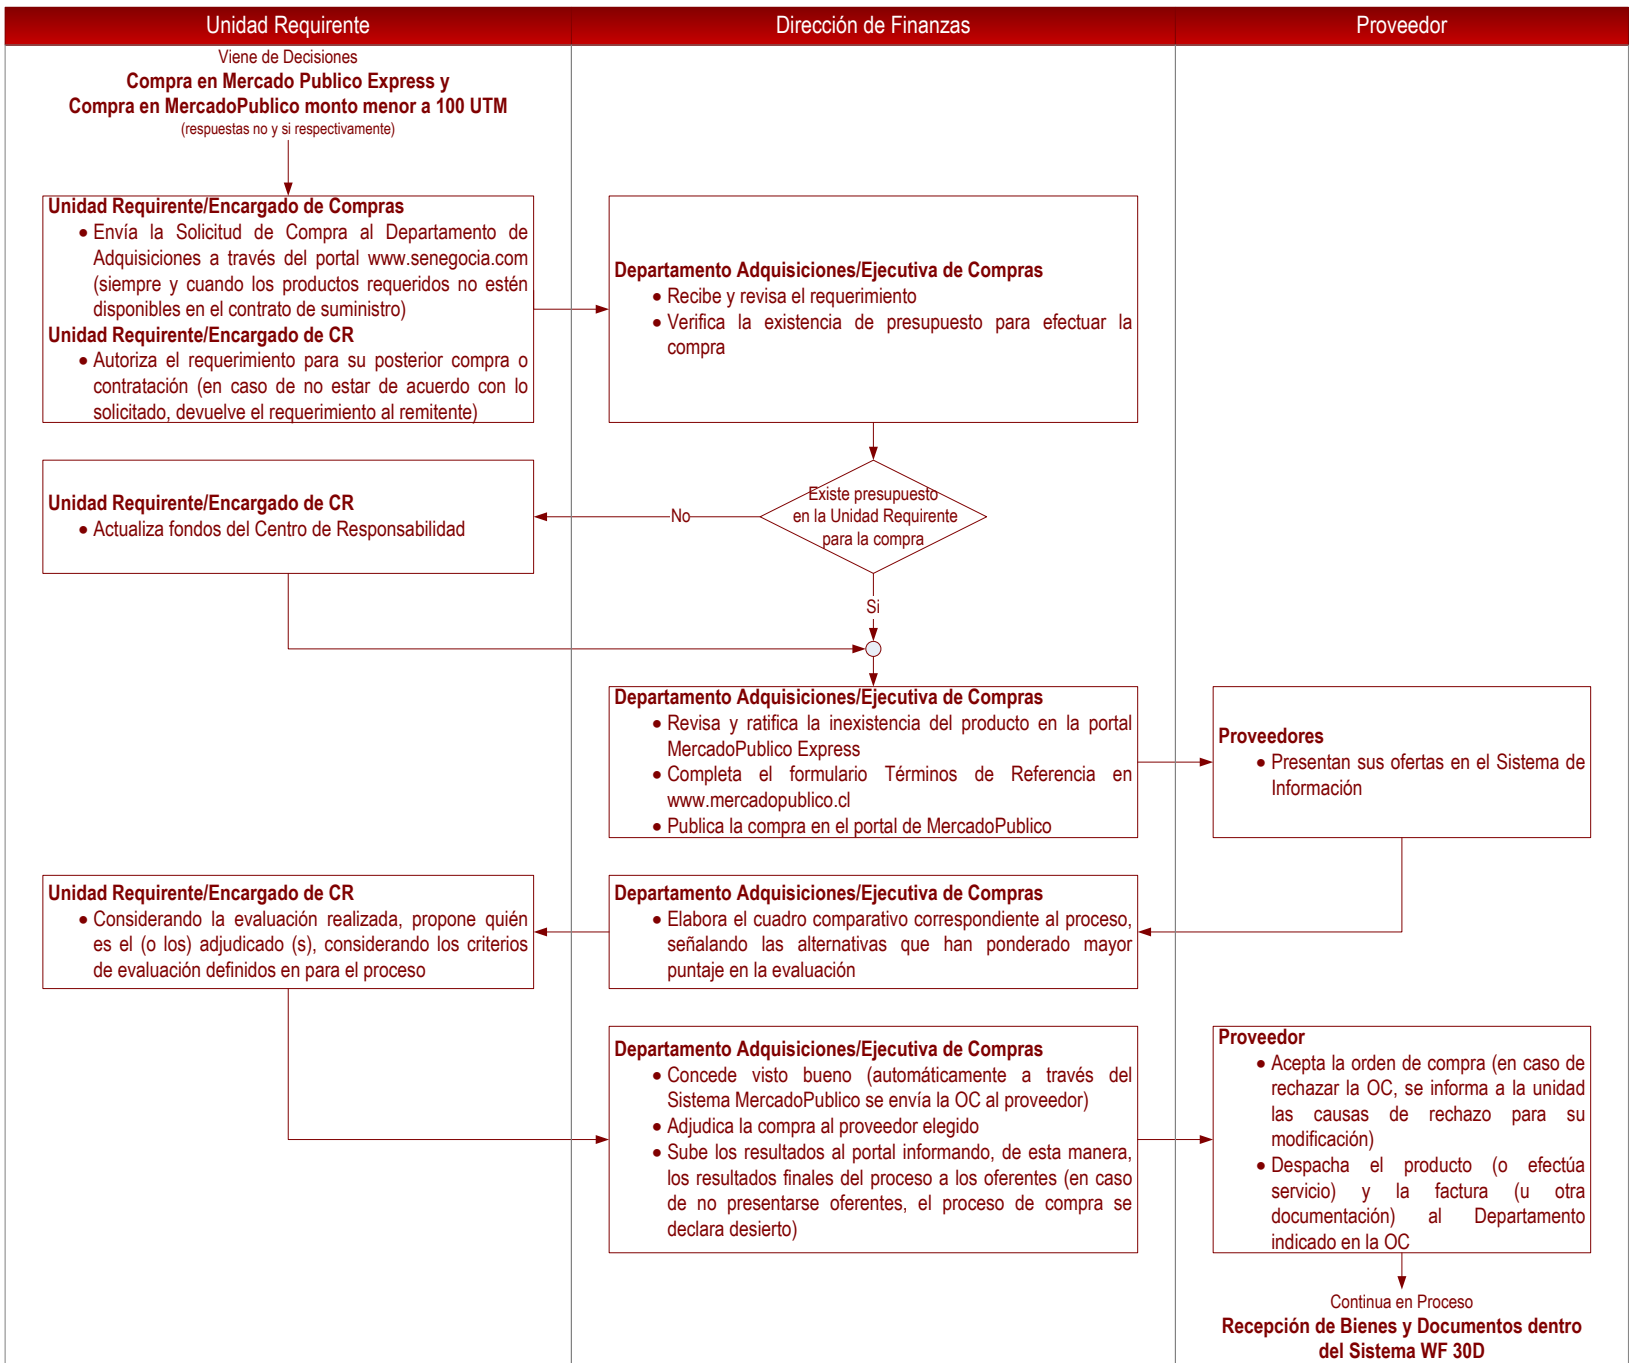 Unidad Requirente
Dirección de Finanzas
Proveedor
Viene de Decisiones
Compra en Mercado Publico Express y
Compra en MercadoPublico monto menor a 100 UTM
(respuestas no y si respectivamente)
Unidad Requirente/Encargado de Compras
• Envía la Solicitud de Compra al Departamento de
Adquisiciones a través del portal www.senegocia.com
(siempre y cuando los productos requeridos no estén
disponibles en el contrato de suministro)
Unidad Requirente/Encargado de CR
• Autoriza el requerimiento para su posterior compra o
contratación (en caso de no estar de acuerdo con lo
solicitado, devuelve el requerimiento al remitente)
Departamento Adquisiciones/Ejecutiva de Compras
• Recibe y revisa el requerimiento
• Verifica la existencia de presupuesto para efectuar la
compra
Existe presupuesto
en la Unidad Requirente
para la compra
No
Unidad Requirente/Encargado de CR
• Actualiza fondos del Centro de Responsabilidad
Si
Departamento Adquisiciones/Ejecutiva de Compras
• Revisa y ratifica la inexistencia del producto en la portal
MercadoPublico Express
• Completa el formulario Términos de Referencia en
www.mercadopublico.cl
• Publica la compra en el portal de MercadoPublico
Proveedores
• Presentan sus ofertas en el Sistema de
Información
Departamento Adquisiciones/Ejecutiva de Compras
• Elabora el cuadro comparativo correspondiente al proceso,
señalando las alternativas que han ponderado mayor
puntaje en la evaluación
Unidad Requirente/Encargado de CR
• Considerando la evaluación realizada, propone quién
es el (o los) adjudicado (s), considerando los criterios
de evaluación definidos en para el proceso
Departamento Adquisiciones/Ejecutiva de Compras
• Concede visto bueno (automáticamente a través del
Sistema MercadoPublico se envía la OC al proveedor)
• Adjudica la compra al proveedor elegido
• Sube los resultados al portal informando, de esta manera,
los resultados finales del proceso a los oferentes (en caso
de no presentarse oferentes, el proceso de compra se
declara desierto)
Proveedor
• Acepta la orden de compra (en caso de
rechazar la OC, se informa a la unidad
las causas de rechazo para su
modificación)
• Despacha el producto (o efectúa
servicio) y la factura (u otra
documentación) al Departamento
indicado en la OC
Continua en Proceso
Recepción de Bienes y Documentos dentro
del Sistema WF 30D